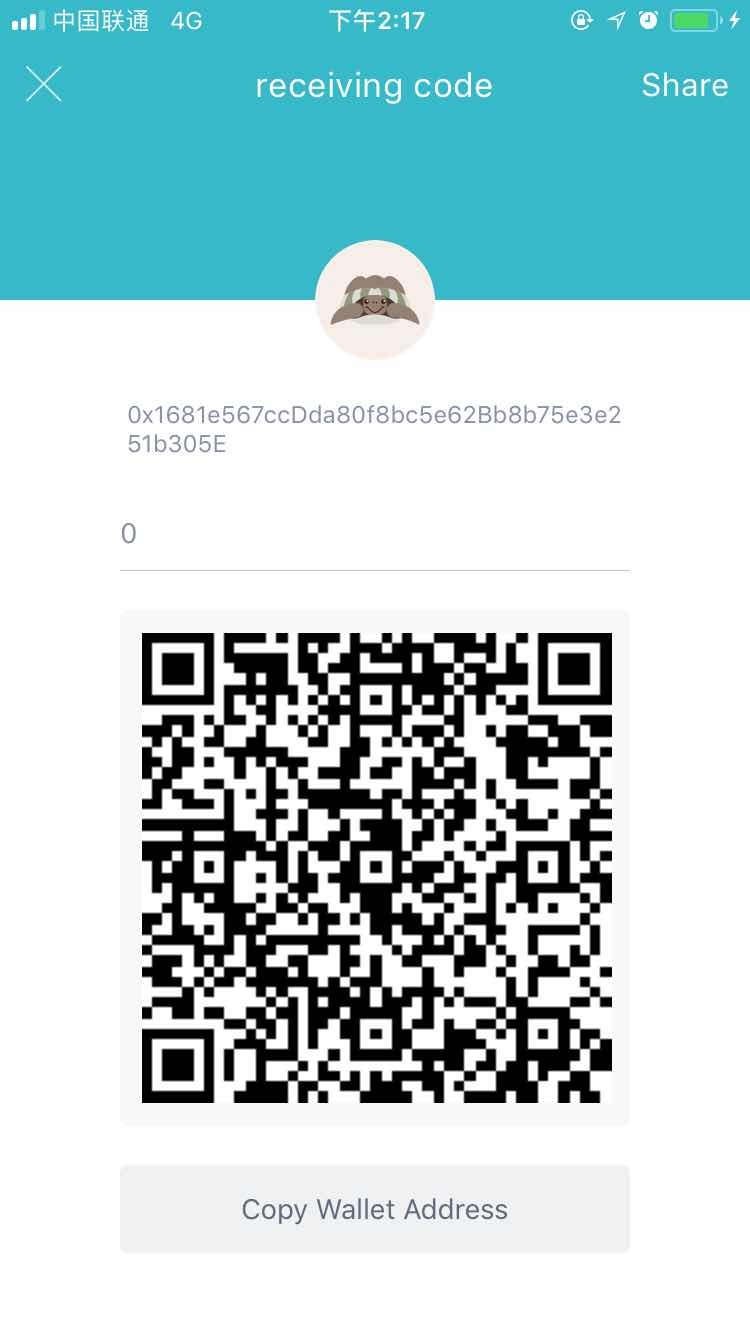 中国联通 4G 下午2:17
receiving code Share
0x1681e567ccDda80f8bc5e62Bb8b75e3e2
51b305E
0
Copy Wallet Address